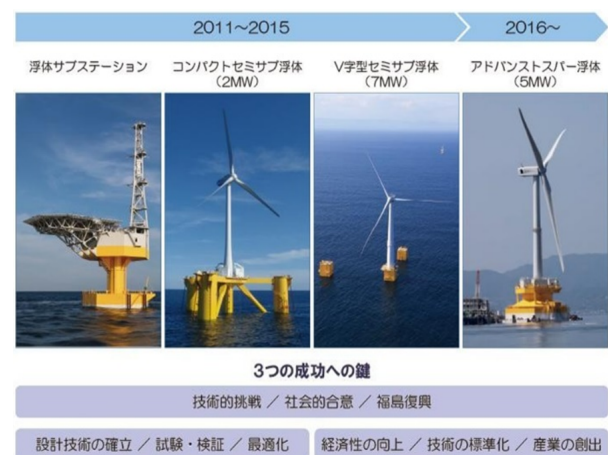 2011～2015
2016～
浮体サブステーション
コンパクトセミサブ浮体
（2MW）
V字型セミサブ浮体
（7MW）
アドバンストスパー浮体
（5MW）
3つの成功への鍵
技術的挑戦 ／ 社会的合意 ／ 福島復興
設計技術の確立 ／ 試験・検証 ／ 最適化
経済性の向上 ／ 技術の標準化 ／ 産業の創出